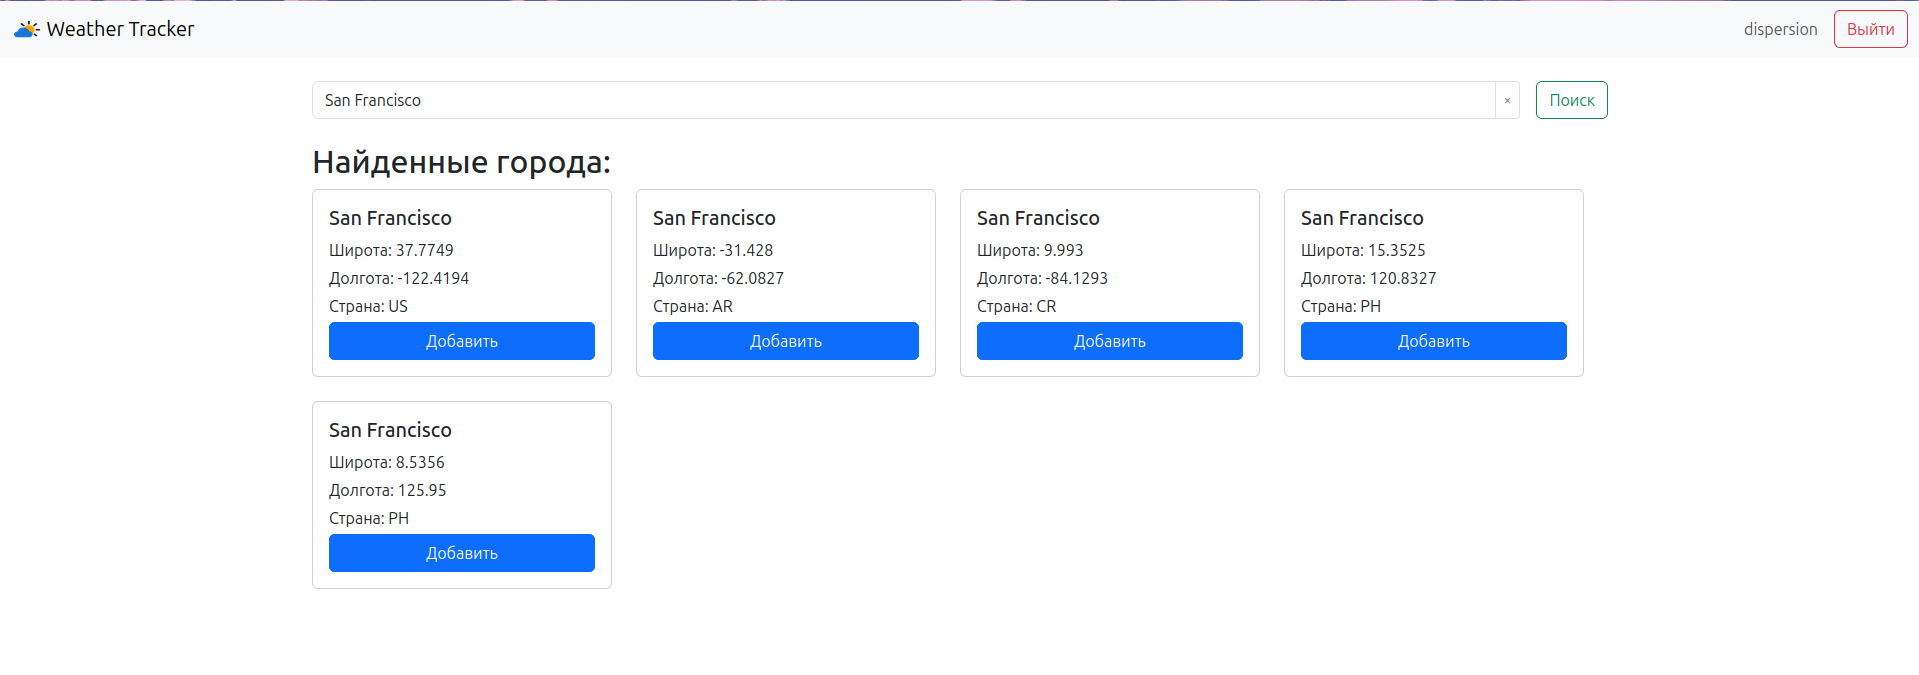 Weather Tracker
dispersion
Выйти
San Francisco
×
Поиск
Найденные города:
San Francisco
Широта: 37.7749
Долгота: -122.4194
Страна: US
Добавить
San Francisco
Широта: -31.428
Долгота: -62.0827
Страна: AR
Добавить
San Francisco
Широта: 9.993
Долгота: -84.1293
Страна: CR
Добавить
San Francisco
Широта: 15.3525
Долгота: 120.8327
Страна: PH
Добавить
San Francisco
Широта: 8.5356
Долгота: 125.95
Страна: PH
Добавить